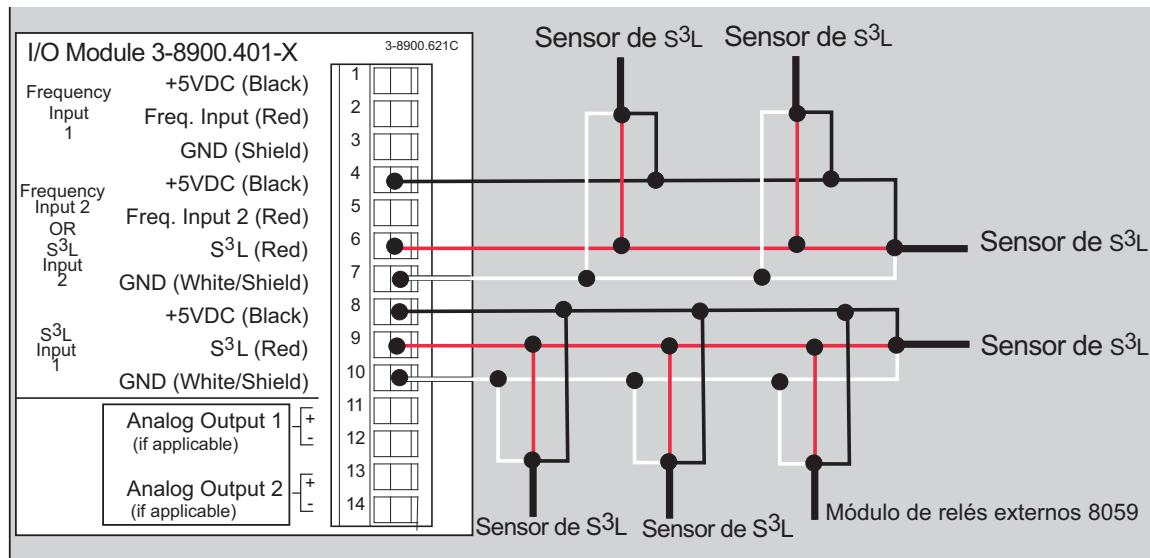 I/O Module 3-8900.401-X
3-8900.621C
Frequency
Input
1
+5VDC (Black)
Freq. Input (Red)
GND (Shield)
Frequency
Input 2
OR
S³L
Input
2
+5VDC (Black)
Freq. Input 2 (Red)
S³L (Red)
GND (White/Shield)
S³L
Input
1
+5VDC (Black)
S³L (Red)
GND (White/Shield)
Analog Output 1
(if applicable)
+
-
Analog Output 2
(if applicable)
+
-
1
2
3
4
5
6
7
8
9
10
11
12
13
14
Sensor de S³L
Sensor de S³L
Sensor de S³L
Sensor de S³L
Sensor de S³L
Sensor de S³L
Módulo de relés externos 8059